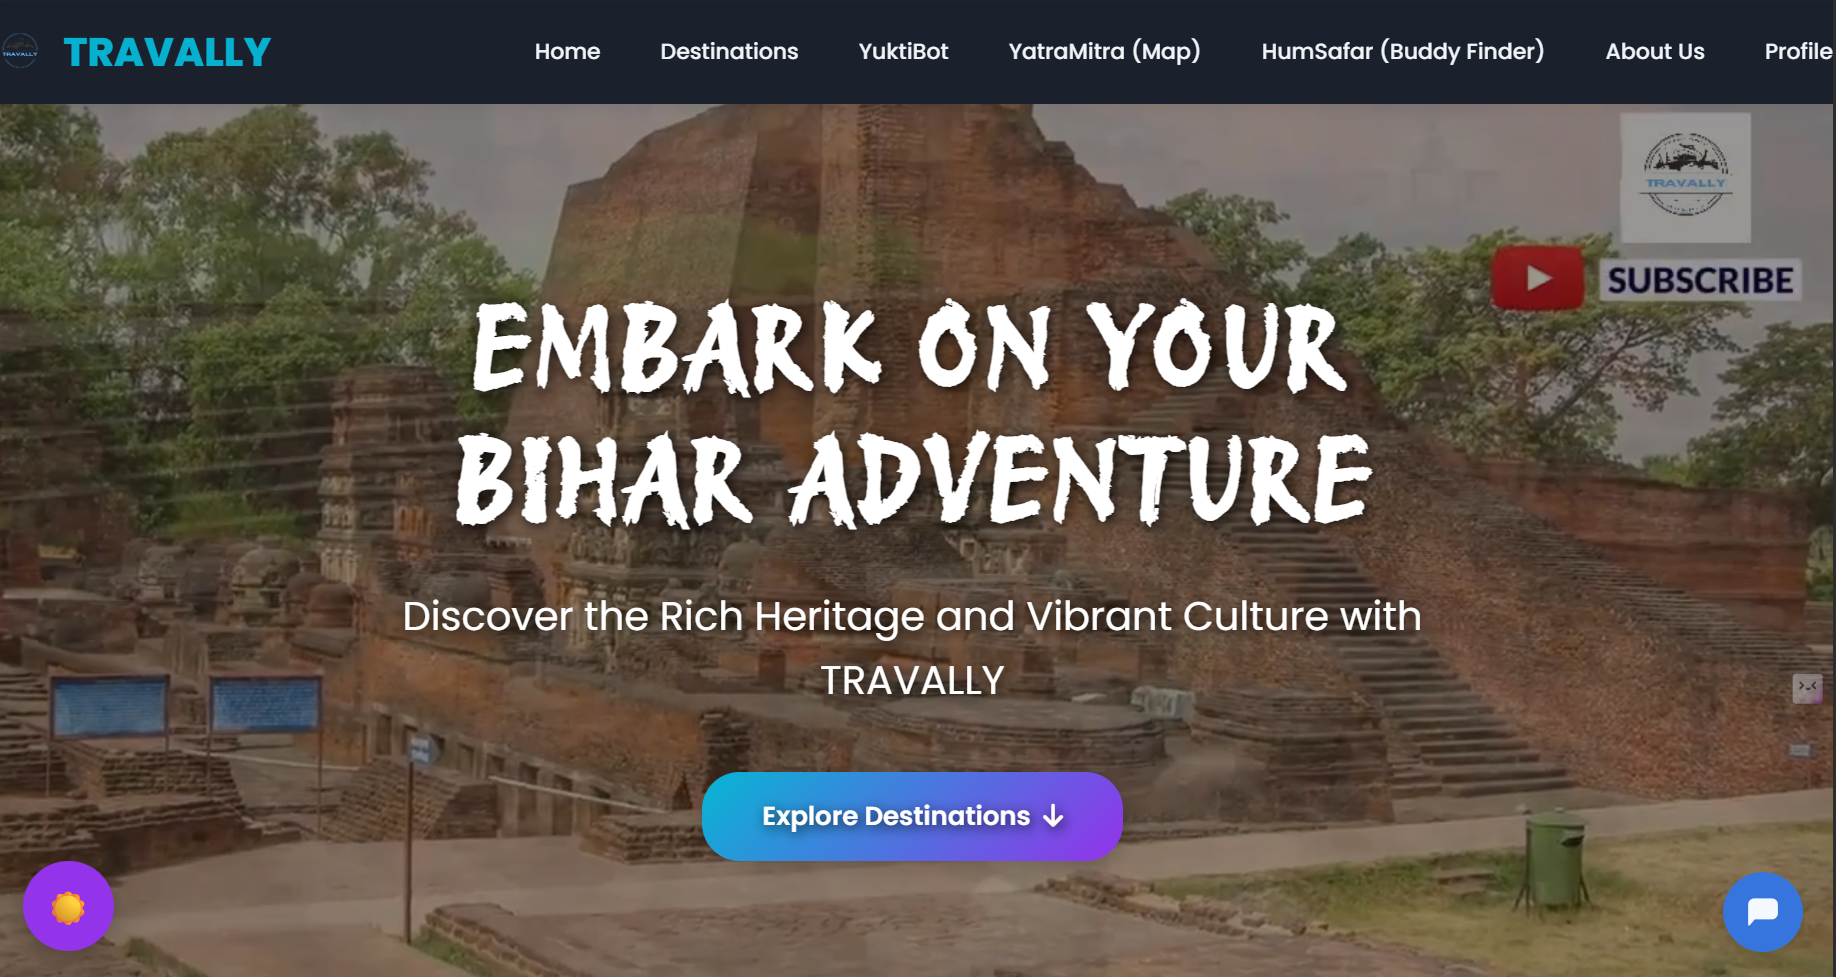 TRAVALLY
TRAVALLY
Home
Destinations
YuktiBot
YatraMitra (Map)
HumSafar (Buddy Finder)
About Us
Profile
TRAVALLY
SUBSCRIBE
EMBARK ON YOUR
BIHAR ADVENTURE
Discover the Rich Heritage and Vibrant Culture with
TRAVALLY
Explore Destinations ↓